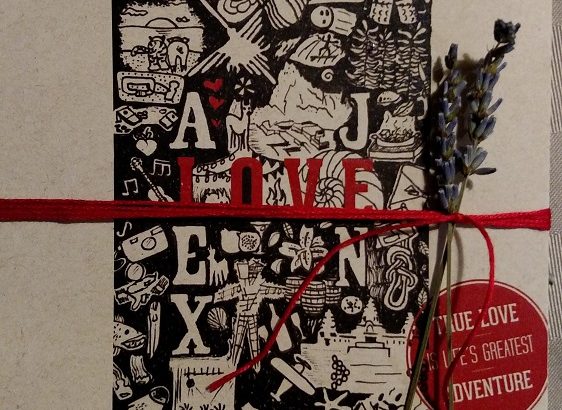 A J
LOVE
E N
X
TRUE LOVE
IS LIFE'S GREATEST
ADVENTURE